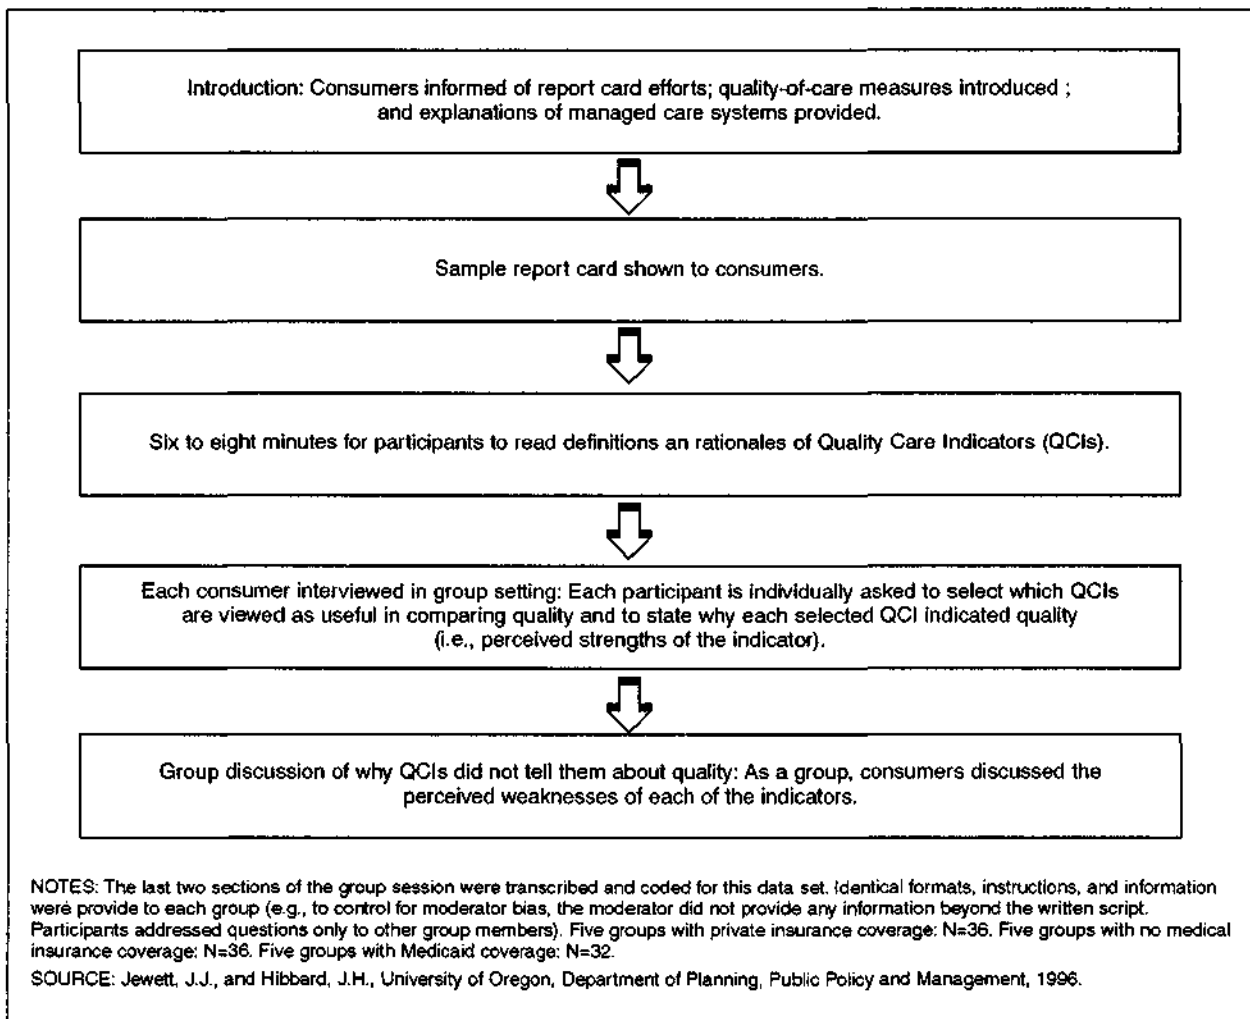 Introduction: Consumers informed of report card efforts; quality-of-care measures introduced ;
and explanations of managed care systems provided.
Sample report card shown to consumers.
Six to eight minutes for participants to read definitions an rationales of Quality Care Indicators (QCIs).
Each consumer interviewed in group setting: Each participant is individually asked to select which QCIs
are viewed as useful in comparing quality and to state why each selected QCI indicated quality
(i.e., perceived strengths of the indicator).
Group discussion of why QCIs did not tell them about quality: As a group, consumers discussed the
perceived weaknesses of each of the indicators.
NOTES: The last two sections of the group session were transcribed and coded for this data set. Identical formats, instructions, and information
were provide to each group (e.g., to control for moderator bias, the moderator did not provide any information beyond the written script.
Participants addressed questions only to other group members). Five groups with private insurance coverage: N=36. Five groups with no medical
insurance coverage: N=36. Five groups with Medicaid coverage: N=32.
SOURCE: Jewett, J.J., and Hibbard, J.H., University of Oregon, Department of Planning, Public Policy and Management, 1996.